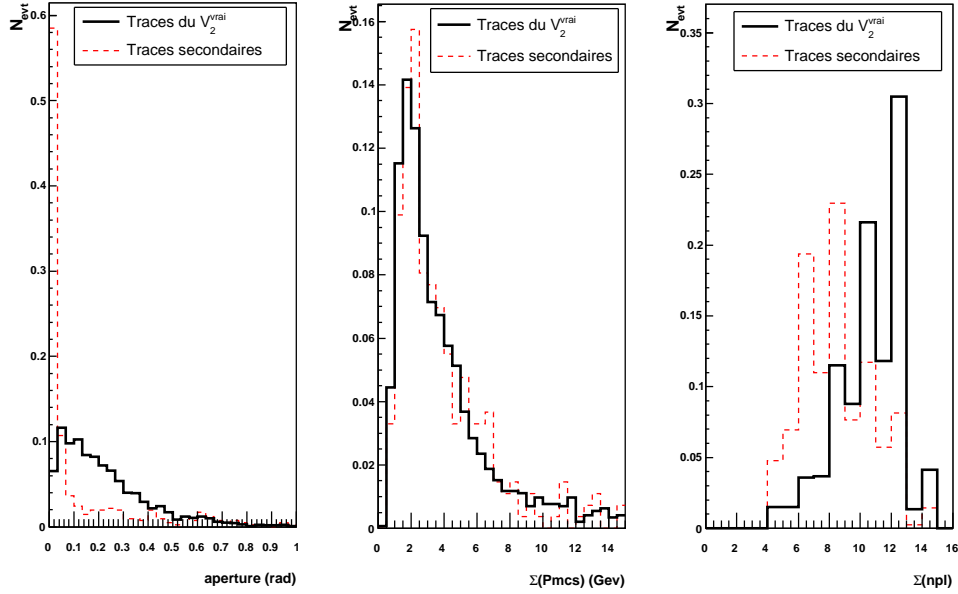 N_evt
Traces du V_2^vrai
Traces secondaires
0.6
0.5
0.4
0.3
0.2
0.1
0
0 0.1 0.2 0.3 0.4 0.5 0.6 0.7 0.8 0.9 1
aperture (rad)
N_evt
Traces du V_2^vrai
Traces secondaires
0.16
0.14
0.12
0.1
0.08
0.06
0.04
0.02
0
0 2 4 6 8 10 12 14
Σ(Pmcs) (Gev)
N_evt
Traces du V_2^vrai
Traces secondaires
0.35
0.3
0.25
0.2
0.15
0.1
0.05
0
0 2 4 6 8 10 12 14 16
Σ(npl)